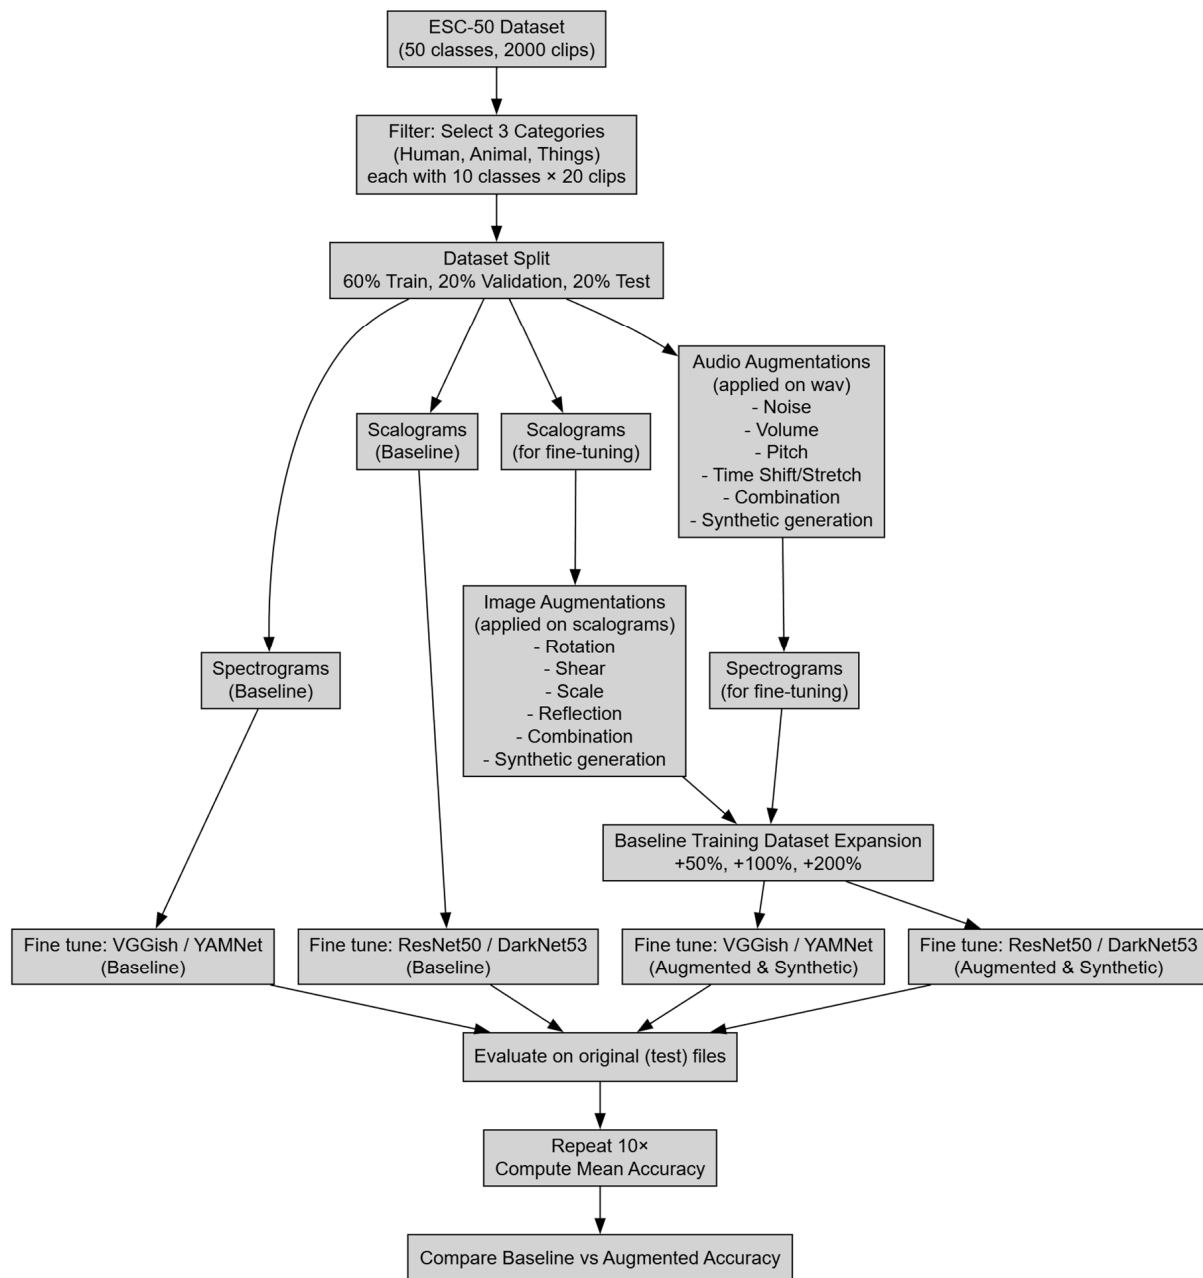 ESC-50 Dataset
(50 classes, 2000 clips)
Filter: Select 3 Categories
(Human, Animal, Things)
each with 10 classes × 20 clips
Dataset Split
60% Train, 20% Validation, 20% Test
Audio Augmentations
(applied on wav)
- Noise
- Volume
- Pitch
- Time Shift/Stretch
- Combination
- Synthetic generation
Scalograms
(Baseline)
Scalograms
(for fine-tuning)
Image Augmentations
(applied on scalograms)
- Rotation
- Shear
- Scale
- Reflection
- Combination
- Synthetic generation
Spectrograms
(Baseline)
Spectrograms
(for fine-tuning)
Baseline Training Dataset Expansion
+50%, +100%, +200%
Fine tune: VGGish / YAMNet
(Baseline)
Fine tune: ResNet50 / DarkNet53
(Baseline)
Fine tune: VGGish / YAMNet
(Augmented & Synthetic)
Fine tune: ResNet50 / DarkNet53
(Augmented & Synthetic)
Evaluate on original (test) files
Repeat 10×
Compute Mean Accuracy
Compare Baseline vs Augmented Accuracy